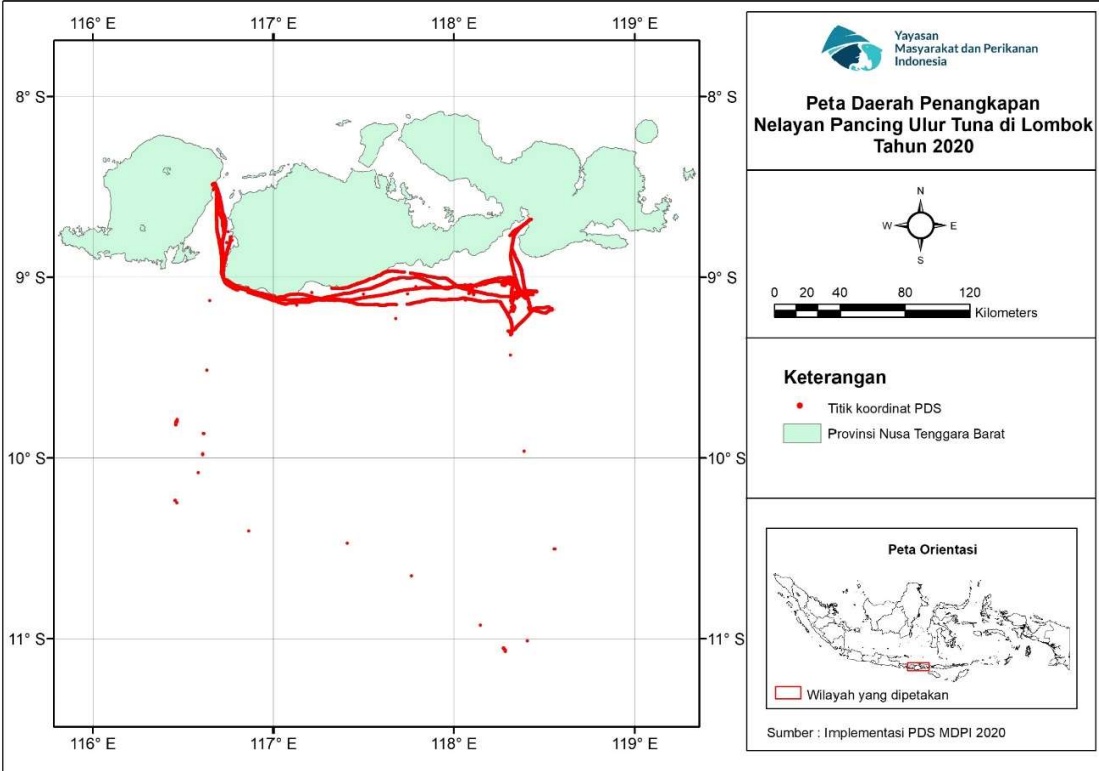 116° E 117° E 118° E 119° E
8° S 8° S
9° S 9° S
10° S 10° S
11° S 11° S
116° E 117° E 118° E 119° E
Yayasan
Masyarakat dan Perikanan
Indonesia
Peta Daerah Penangkapan
Nelayan Pancing Ulur Tuna di Lombok
Tahun 2020
N
W E
S
0 20 40 80 120
Kilometers
Keterangan
Titik koordinat PDS
Provinsi Nusa Tenggara Barat
Peta Orientasi
Wilayah yang dipetakan
Sumber : Implementasi PDS MDPI 2020